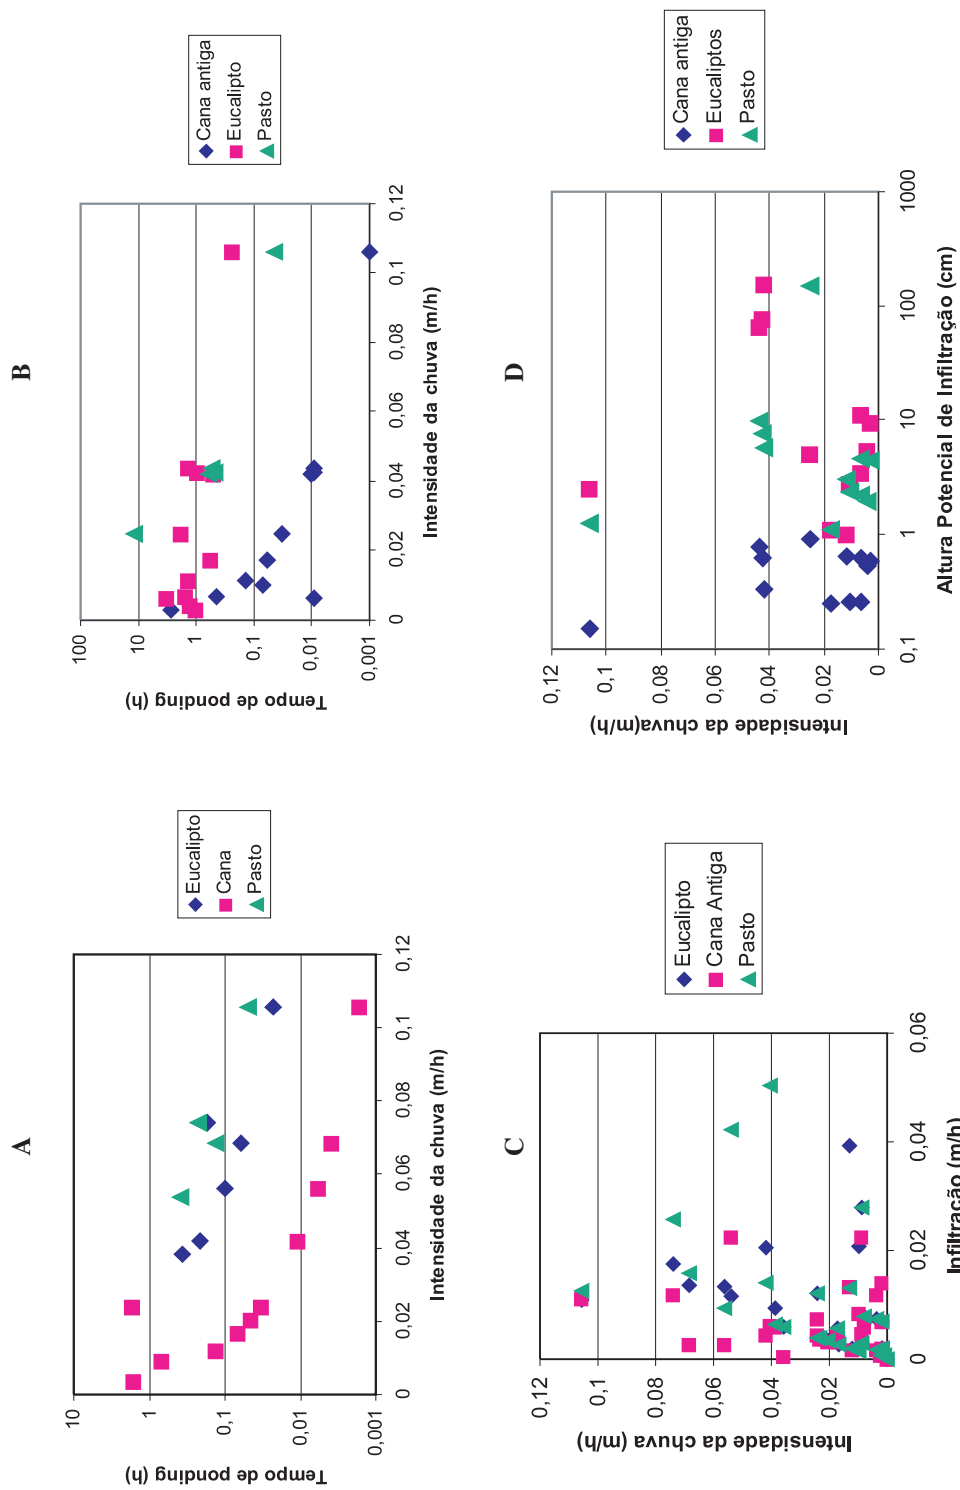 A
Tempo de ponding (h)
10
1
0,1
0,01
0,001
0
0,02
0,04
0,06
0,08
0,1
0,12
Intensidade da chuva (m/h)
Eucalipto
Cana
Pasto
B
Tempo de ponding (h)
100
10
1
0,1
0,01
0,001
0
0,02
0,04
0,06
0,08
0,1
0,12
Intensidade da chuva (m/h)
Cana antiga
Eucalipto
Pasto
C
Intensidade da chuva (m/h)
0,12
0,1
0,08
0,06
0,04
0,02
0
0
0,02
0,04
0,06
Infiltração (m/h)
Eucalipto
Cana Antiga
Pasto
D
Intensidade da chuva(m/h)
0,12
0,1
0,08
0,06
0,04
0,02
0
0,1
1
10
100
1000
Altura Potencial de Infiltração (cm)
Cana antiga
Eucaliptos
Pasto